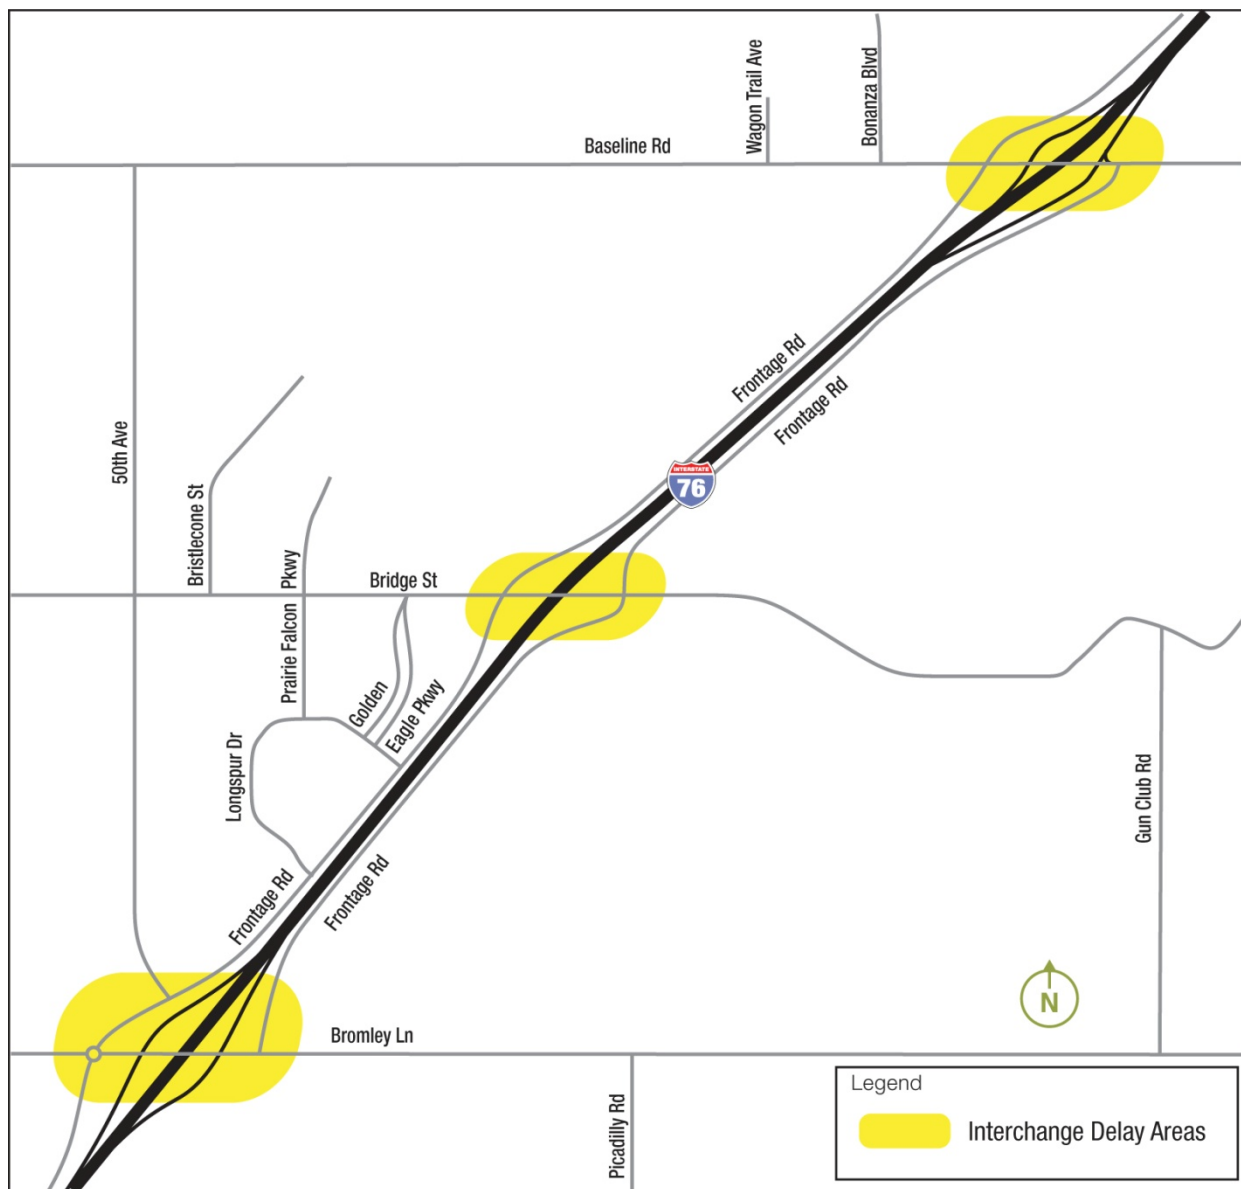 Wagon Trail Ave
Bonanza Blvd
Baseline Rd
Frontage Rd
Frontage Rd
50th Ave
INTERSTATE
76
Bristlecone St
Prairie Falcon Pkwy
Bridge St
Golden
Eagle Pkwy
Longspur Dr
Gun Club Rd
Frontage Rd
Frontage Rd
N
Bromley Ln
Picadilly Rd
Legend
Interchange Delay Areas